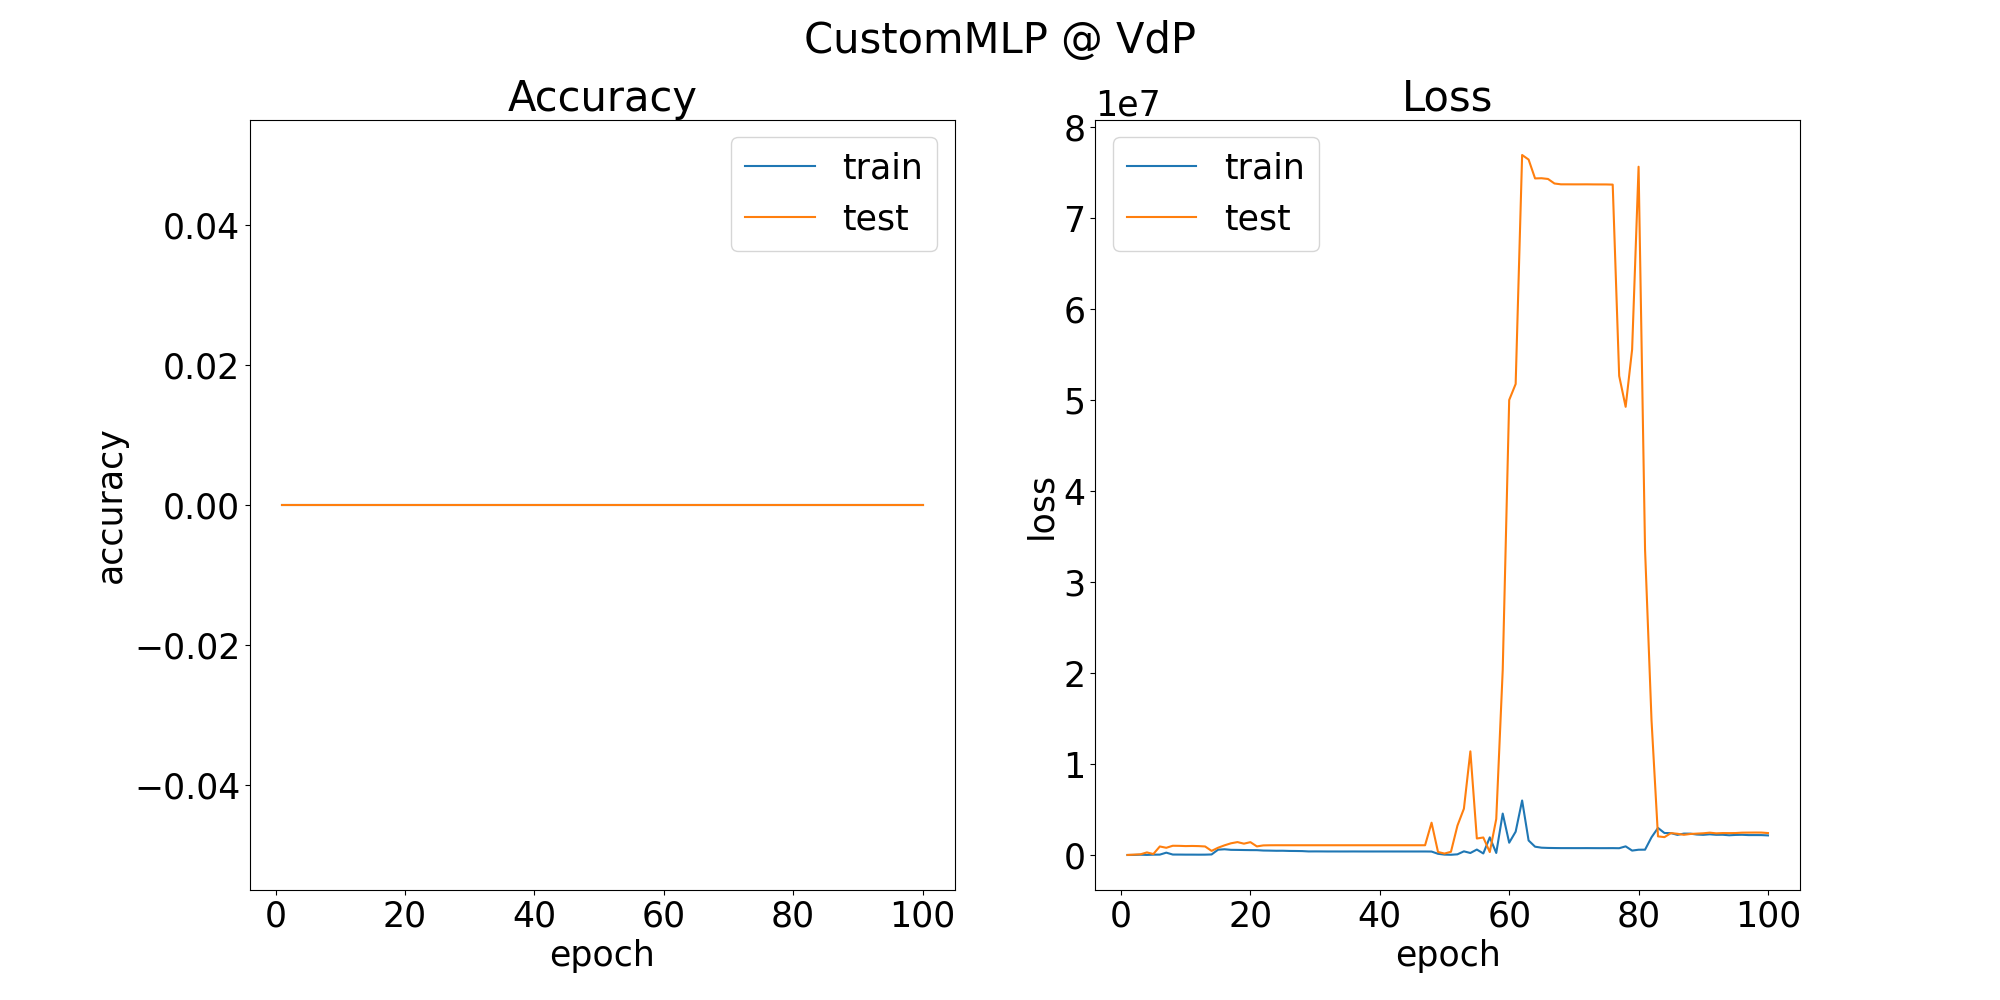 CustomMLP @ VdP
Accuracy
train
test
0.04
0.02
0.00
−0.02
−0.04
accuracy
0 20 40 60 80 100
epoch
Loss
1e7
train
test
8
7
6
5
4
3
2
1
0
loss
0 20 40 60 80 100
epoch